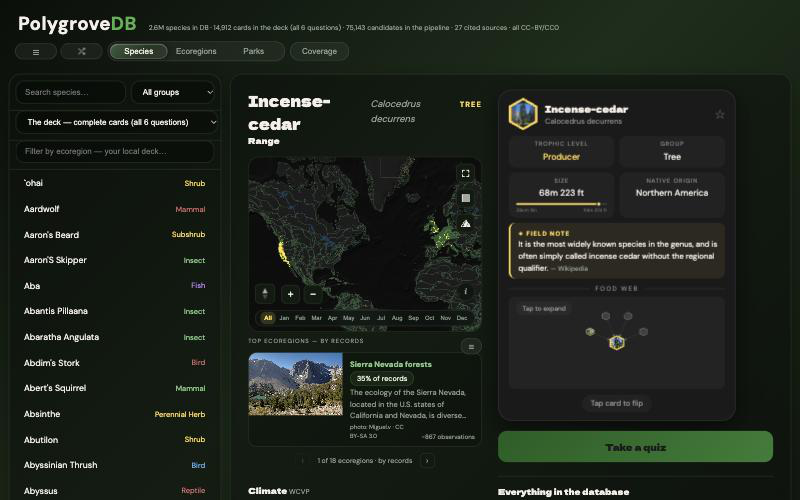 PolygroveDB
2.6M species in DB · 14,912 cards in the deck (all 6 questions) · 75,143 candidates in the pipeline · 27 cited sources · all CC-BY/CC0
Species
Ecoregions
Parks
Coverage
Search species...
All groups
The deck — complete cards (all 6 questions)
Filter by ecoregion — your local deck...
ʻohai Shrub
Aardwolf Mammal
Aaron's Beard Subshrub
Aaron'S Skipper Insect
Aba Fish
Abantis Pillaana Insect
Abaratha Angulata Insect
Abdim's Stork Bird
Abert's Squirrel Mammal
Absinthe Perennial Herb
Abutilon Shrub
Abyssinian Thrush Bird
Abyssus Reptile
Incense-
cedar
Calocedrus
decurrens
TREE
Range
All Jan Feb Mar Apr May Jun Jul Aug Sep Oct Nov Dec
TOP ECOREGIONS — BY RECORDS
Sierra Nevada forests
35% of records
The ecology of the Sierra Nevada,
located in the U.S. states of
California and Nevada, is diverse...
photo: Miguel.v · CC
BY-SA 3.0
~867 observations
1 of 18 ecoregions · by records
Climate WCVP
Incense-cedar
Calocedrus decurrens
TROPHIC LEVEL
Producer
GROUP
Tree
SIZE
68m 223 ft
NATIVE ORIGIN
Northern America
FIELD NOTE
It is the most widely known species in the genus, and is
often simply called incense cedar without the regional
qualifier. — Wikipedia
FOOD WEB
Tap to expand
Tap card to flip
Take a quiz
Everything in the database